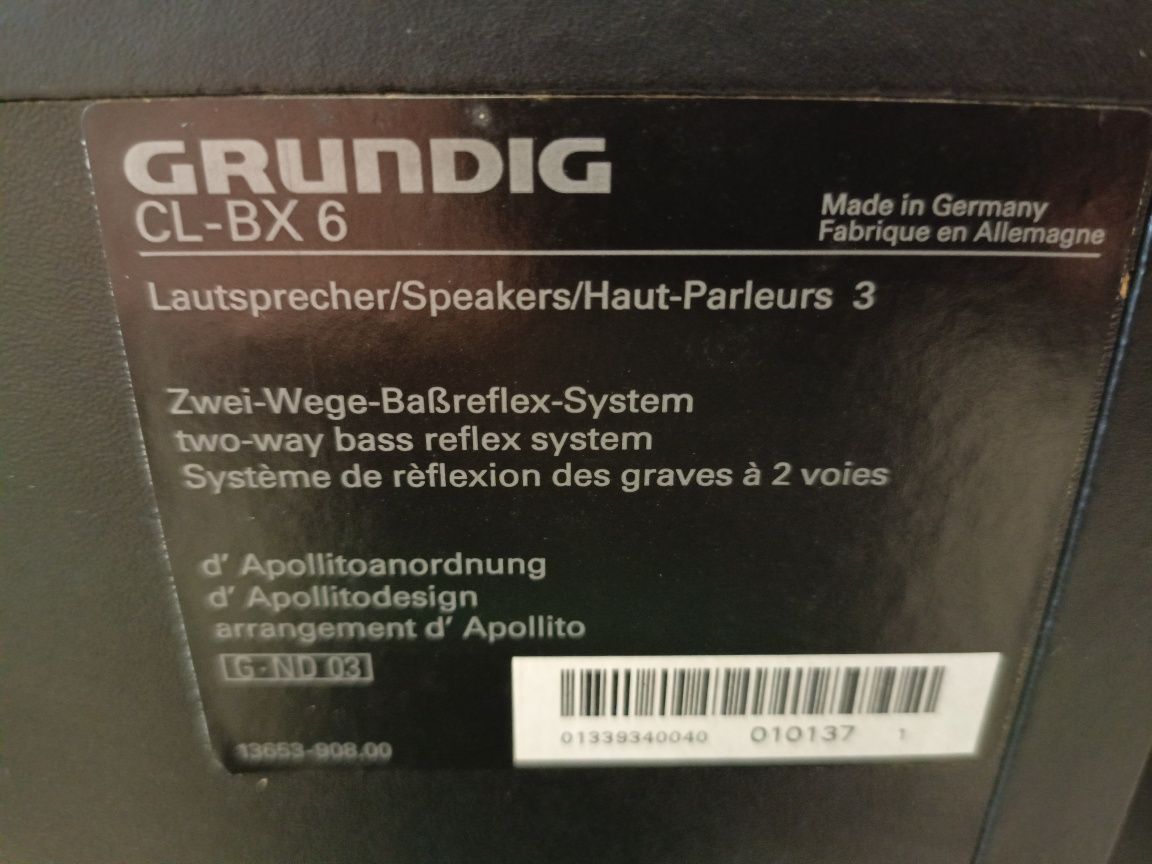 GRUNDIG
CL-BX 6
Made in Germany
Fabrique en Allemagne
Lautsprecher/Speakers/Haut-Parleurs 3
Zwei-Wege-Baßreflex-System
two-way bass reflex system
Système de rèflexion des graves à 2 voies
d' Apollitoanordnung
d' Apollitodesign
arrangement d' Apollito
G-ND 03
13653-908.00
01339340040 010137 1